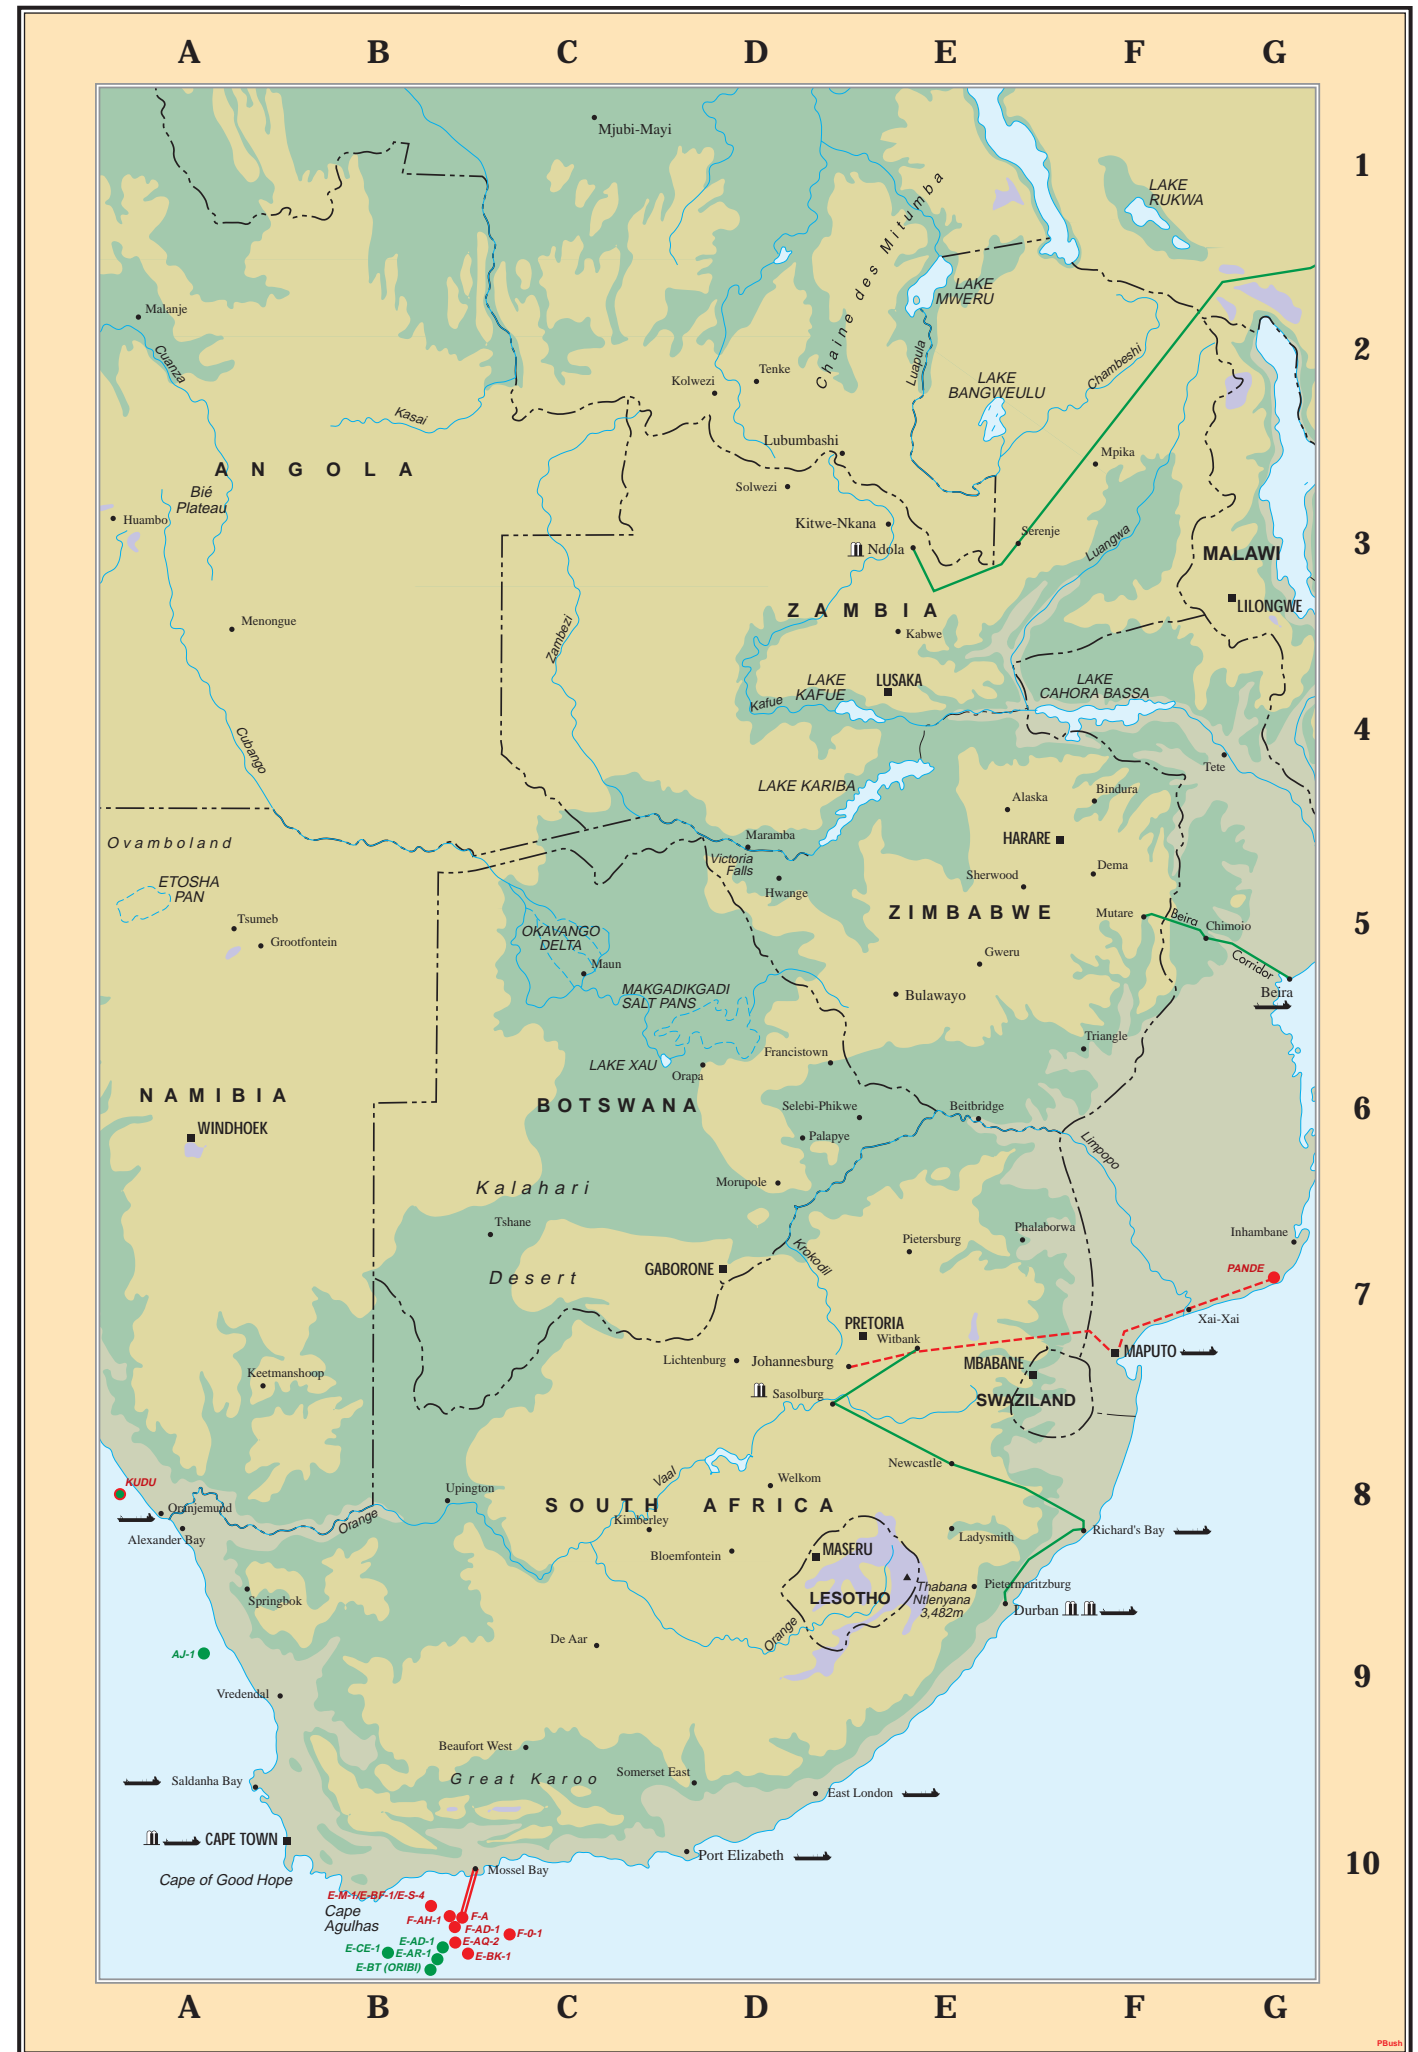 A B C D E F G
1
Mjubi-Mayi
LAKE
RUKWA
Chaine des Mitumba
LAKE
MWERU
Malanje
2
Cuanza
Luapula
Chambeshi
Tenke
Kolwezi
LAKE
BANGWEULU
Kasai
Lubumbashi
Mpika
ANGOLA
Solwezi
Bié
Plateau
Huambo
Kitwe-Nkana
Serenje
3
Ndola
Luangwa
MALAWI
LILONGWE
ZAMBIA
Menongue
Zambezi
Kabwe
LAKE
KAFUE
LUSAKA
LAKE
CAHORA BASSA
Kafue
4
Cubango
Tete
LAKE KARIBA
Alaska
Bindura
Ovamboland
Maramba
HARARE
Victoria
Falls
ETOSHA
PAN
Hwange
Sherwood
Dema
Tsumeb
ZIMBABWE
Mutare
Beira
Chimoio
5
OKAVANGO
DELTA
Grootfontein
Gweru
Corridor
Maun
MAKGADIKGADI
SALT PANS
Bulawayo
Beira
Triangle
Francistown
LAKE XAU
Orapa
NAMIBIA
BOTSWANA
Selebi-Phikwe
Beitbridge
6
WINDHOEK
Palapye
Limpopo
Kalahari
Morupole
Tshane
Phalaborwa
Inhambane
Pietersburg
Krokodil
GABORONE
PANDE
Desert
7
Xai-Xai
PRETORIA
Witbank
MAPUTO
Lichtenburg
Johannesburg
MBABANE
Keetmanshoop
Sasolburg
SWAZILAND
Newcastle
KUDU
Vaal
Welkom
Upington
8
Oranjemund
SOUTH AFRICA
Orange
Kimberley
Alexander Bay
Ladysmith
Richard's Bay
Bloemfontein
MASERU
Springbok
LESOTHO
Thabana
Ntlenyana
3,482m
Pietermaritzburg
Durban
De Aar
Orange
AJ-1
9
Vredendal
Beaufort West
Somerset East
Great Karoo
Saldanha Bay
East London
CAPE TOWN
Port Elizabeth
10
Mossel Bay
Cape of Good Hope
E-M-1/E-BF-1/E-S-4
Cape
Agulhas
F-AH-1
F-A
F-AD-1
F-0-1
E-AD-1
E-AQ-2
E-CE-1
E-AR-1
E-BK-1
E-BT (ORIBI)
A B C D E F G
PBush